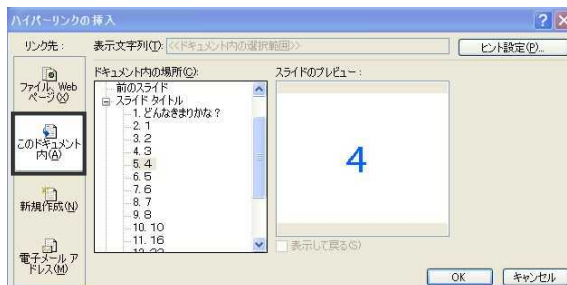 ハイパーリンクの挿入
リンク先：
表示文字列(T): <<ドキュメント内の選択範囲>>
ヒント設定(P)...
ファイル、Web
ページ(X)
このドキュメント
内(A)
新規作成(N)
電子メール ア
ドレス(M)
ドキュメント内の場所(C):
前のスライド
スライド タイトル
1. どんなきまりかな？
2. 1
3. 2
4. 3
5. 4
6. 5
7. 6
8. 7
9. 8
10. 10
11. 16
スライドのプレビュー：
4
表示して戻る(S)
OK
キャンセル